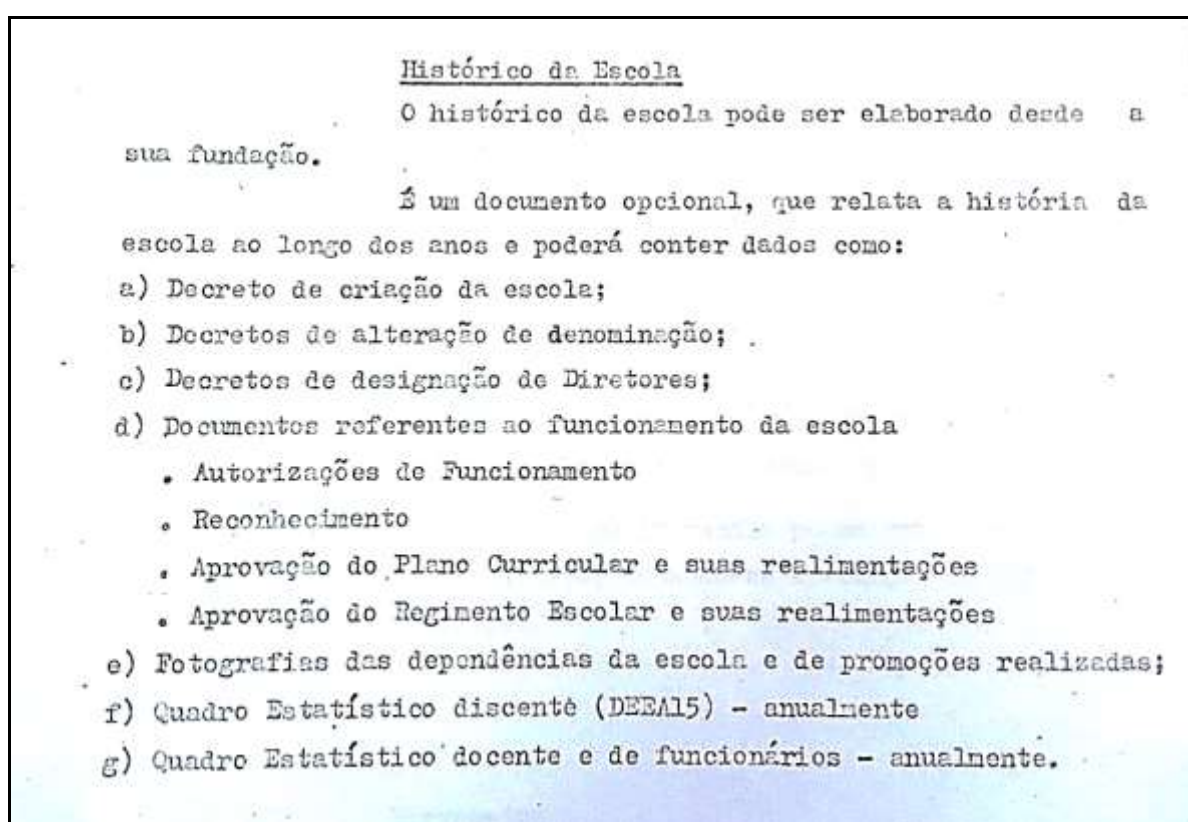 Histórico da Escola
O histórico da escola pode ser elaborado desde a
sua fundação.
É um documento opcional, que relata a história da
escola ao longo dos anos e poderá conter dados como:
a) Decreto de criação da escola;
b) Decretos de alteração de denominação;
c) Decretos de designação de Diretores;
d) Documentos referentes ao funcionamento da escola
. Autorizações de Funcionamento
. Reconhecimento
. Aprovação do Plano Curricular e suas realimentações
. Aprovação do Regimento Escolar e suas realimentações
e) Fotografias das dependências da escola e de promoções realizadas;
f) Quadro Estatístico discente (DEEA15) - anualmente
g) Quadro Estatístico docente e de funcionários - anualmente.